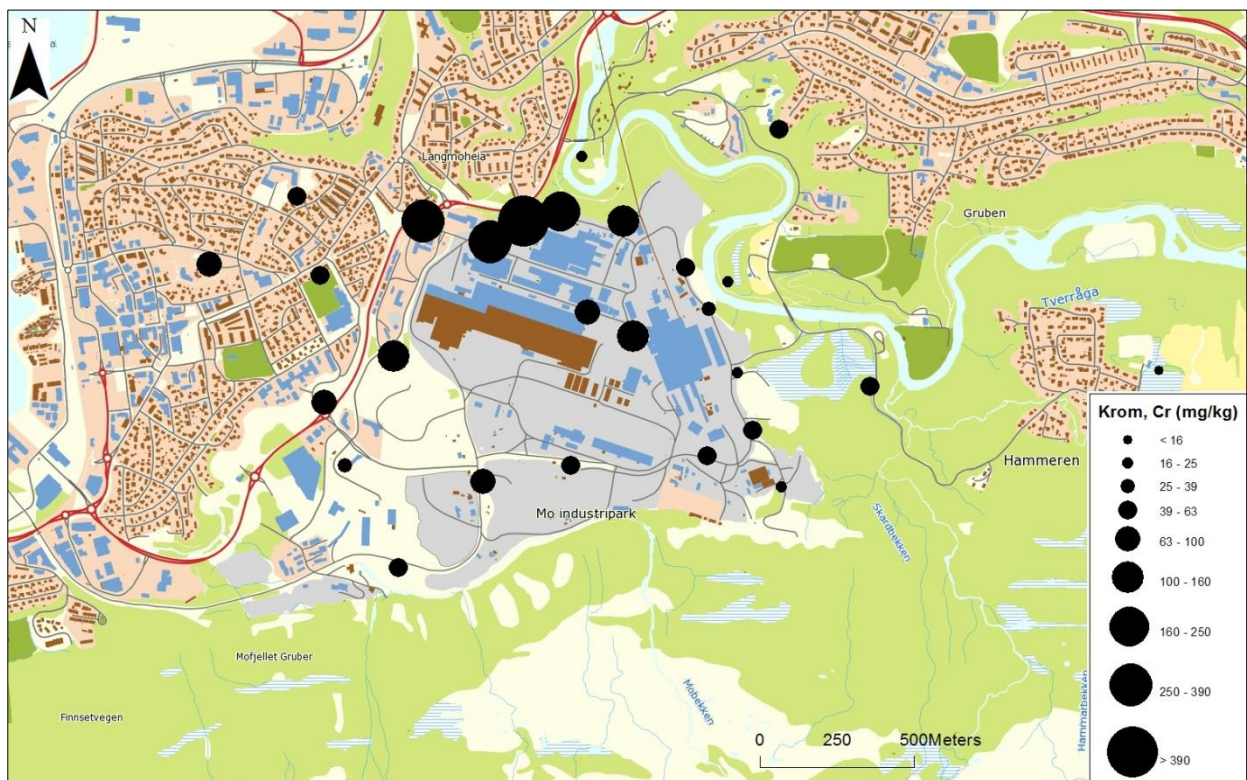 N
Langmoheia
Gruben
Tverråga
Hammeren
Mo industripark
Skardbekken
Mofjellet Gruber
Finnsetvegen
Mobekken
Hammarbekken
0 250 500Meters
Krom, Cr (mg/kg)
< 16
16 - 25
25 - 39
39 - 63
63 - 100
100 - 160
160 - 250
250 - 390
> 390